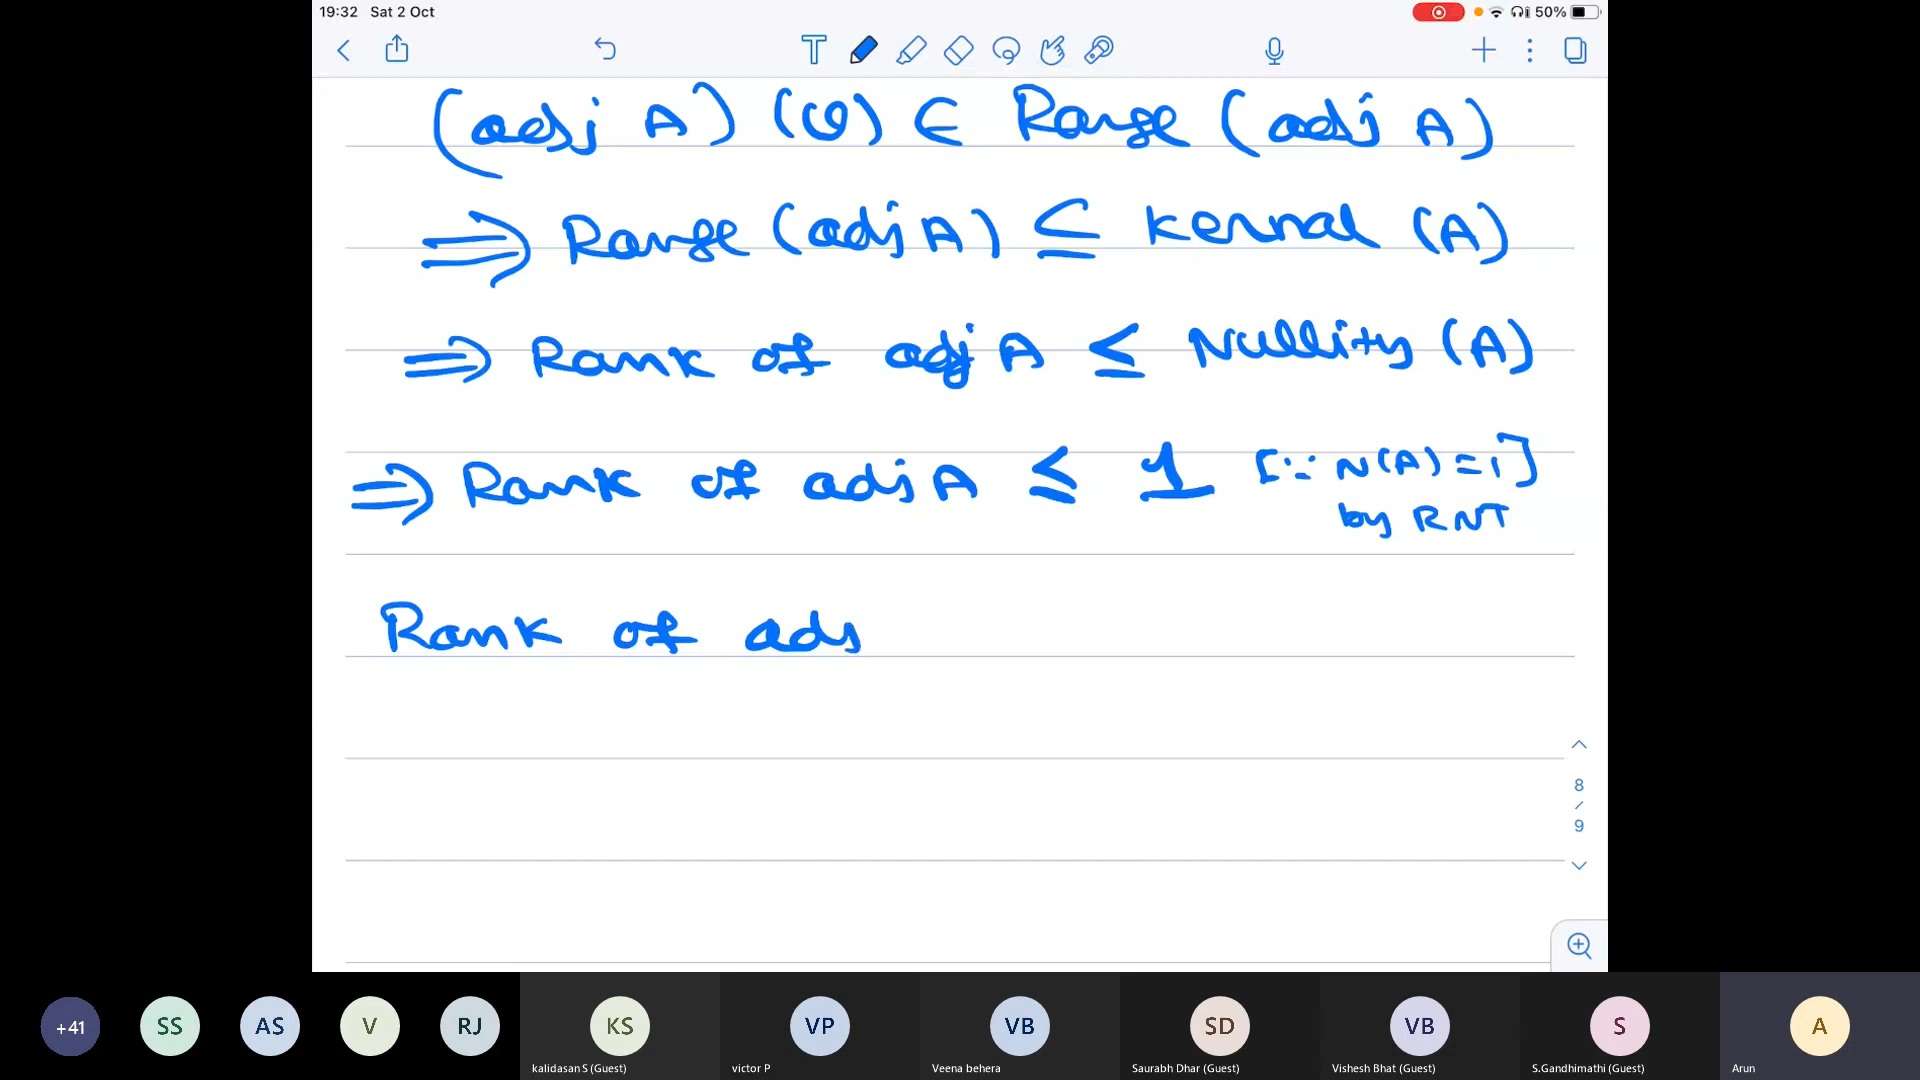 19:32 Sat 2 Oct
50%
(adj A) (v) ∈ Range (adj A)
⇒ Range (adj A) ⊆ kernal (A)
⇒ Rank of adj A ≤ Nullity (A)
⇒ Rank of adj A ≤ 1 [∵ N(A) = 1]
by RNT
Rank of adj
8
/
9
+41 SS AS V RJ KS VP VB SD VB S A
kalidasan S (Guest) victor P Veena behera Saurabh Dhar (Guest) Vishesh Bhat (Guest) S.Gandhimathi (Guest) Arun